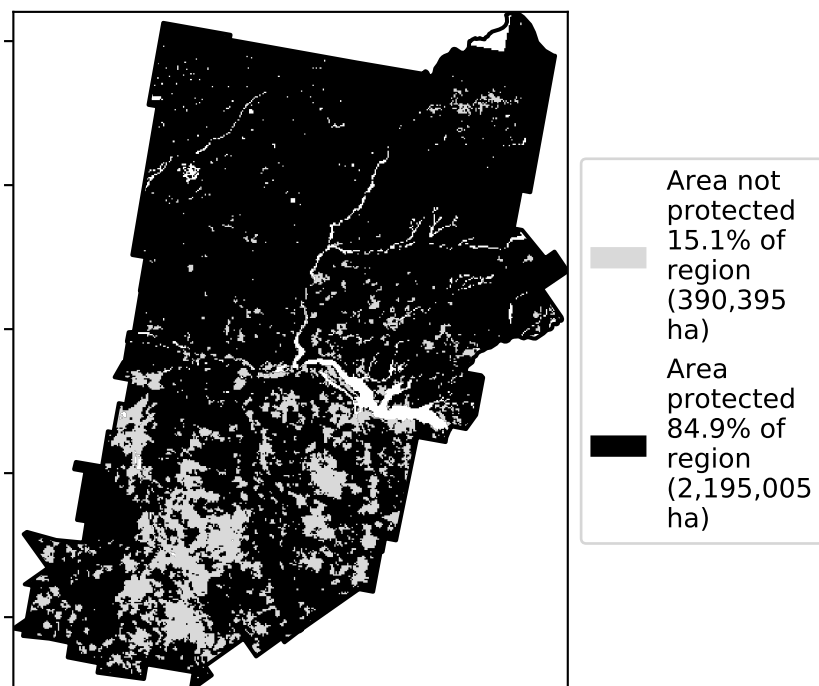 Area not
protected
15.1% of
region
(390,395
ha)
Area
protected
84.9% of
region
(2,195,005
ha)